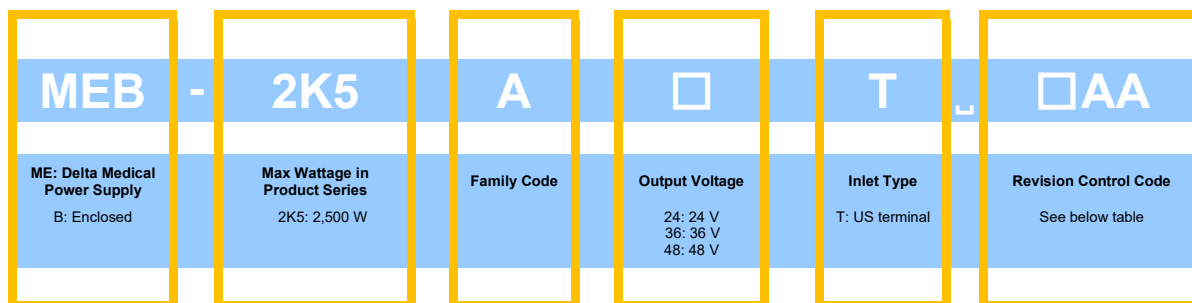 MEB - 2K5 A □ T ␣ □AA
ME: Delta Medical Power Supply
B: Enclosed
Max Wattage in Product Series
2K5: 2,500 W
Family Code
Output Voltage
24: 24 V
36: 36 V
48: 48 V
Inlet Type
T: US terminal
Revision Control Code
See below table